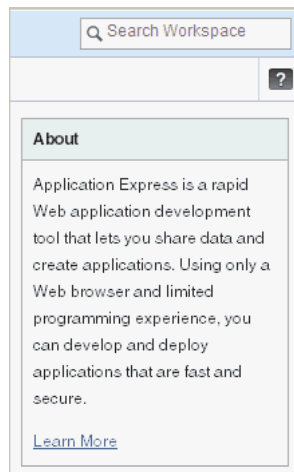 Search Workspace
?
About
Application Express is a rapid
Web application development
tool that lets you share data and
create applications. Using only a
Web browser and limited
programming experience, you
can develop and deploy
applications that are fast and
secure.
Learn More